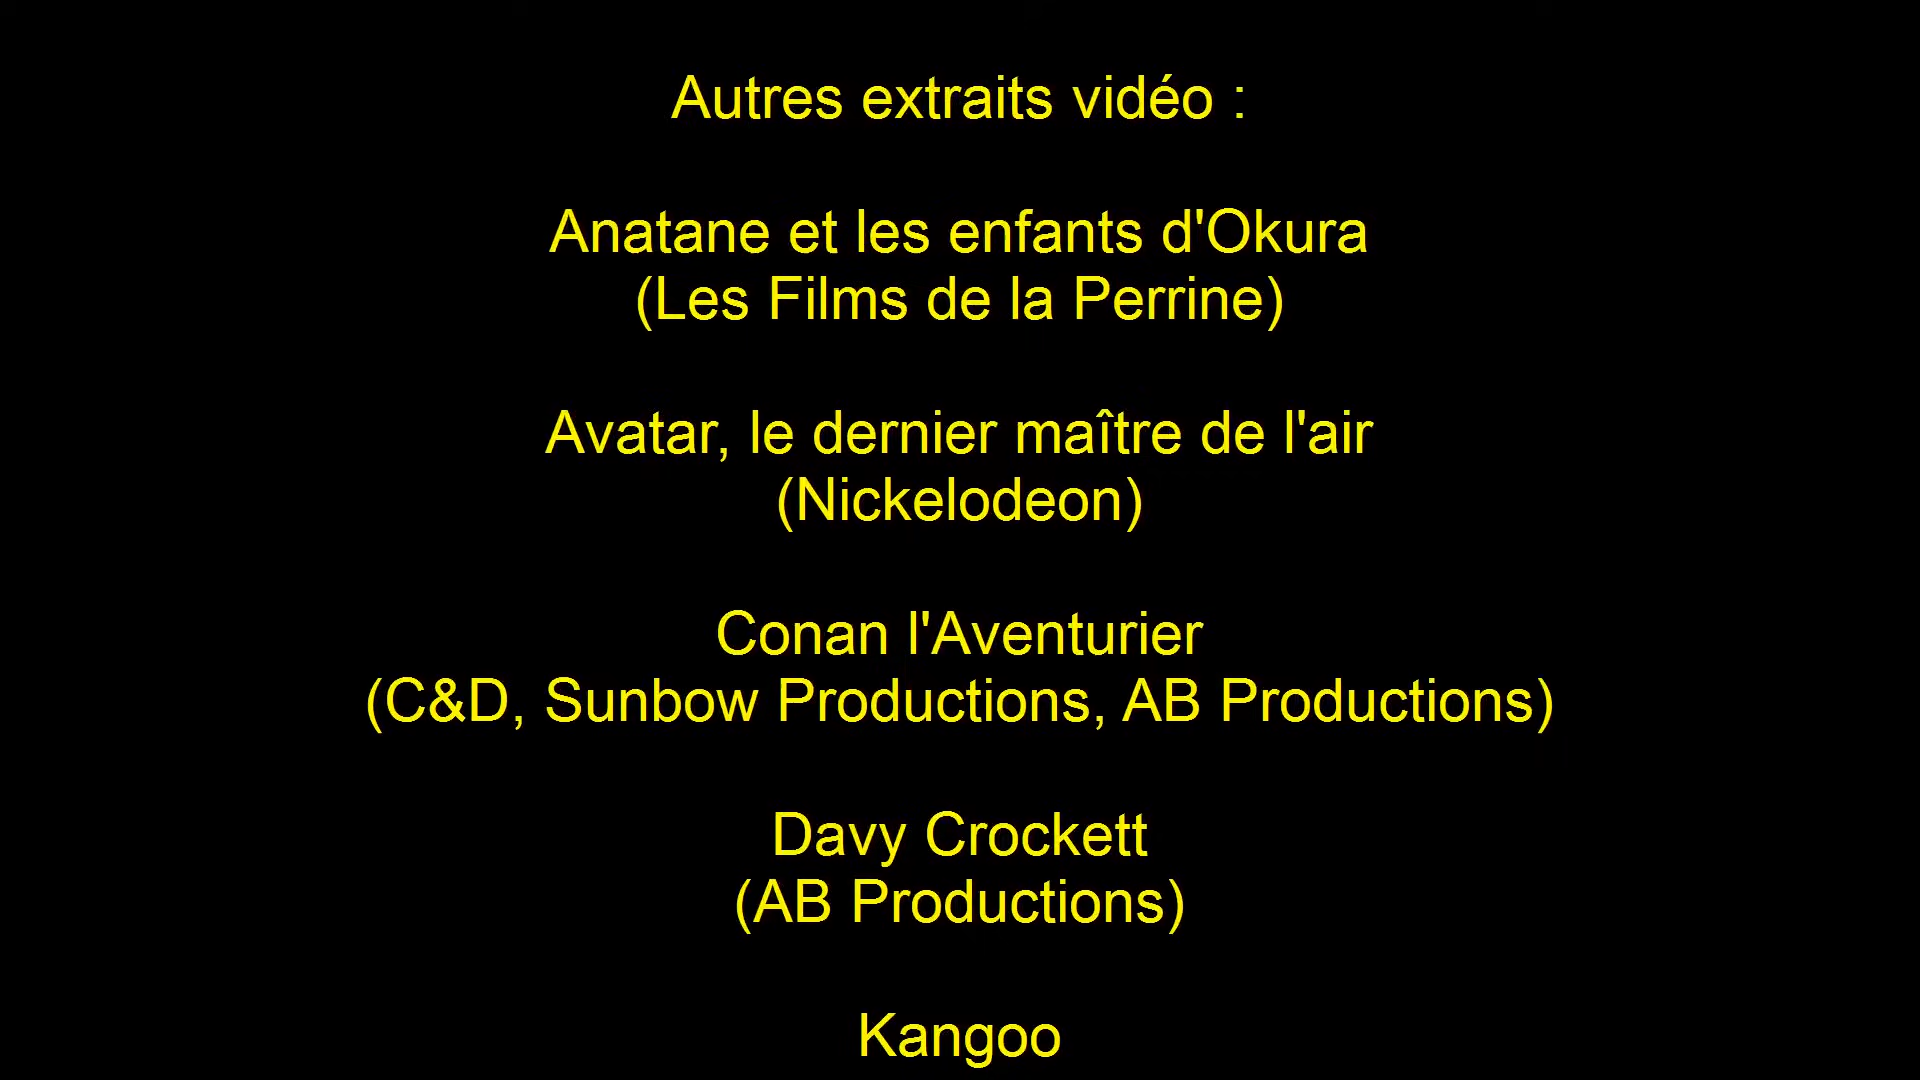 Autres extraits vidéo :
Anatane et les enfants d'Okura
(Les Films de la Perrine)
Avatar, le dernier maître de l'air
(Nickelodeon)
Conan l'Aventurier
(C&D, Sunbow Productions, AB Productions)
Davy Crockett
(AB Productions)
Kangoo